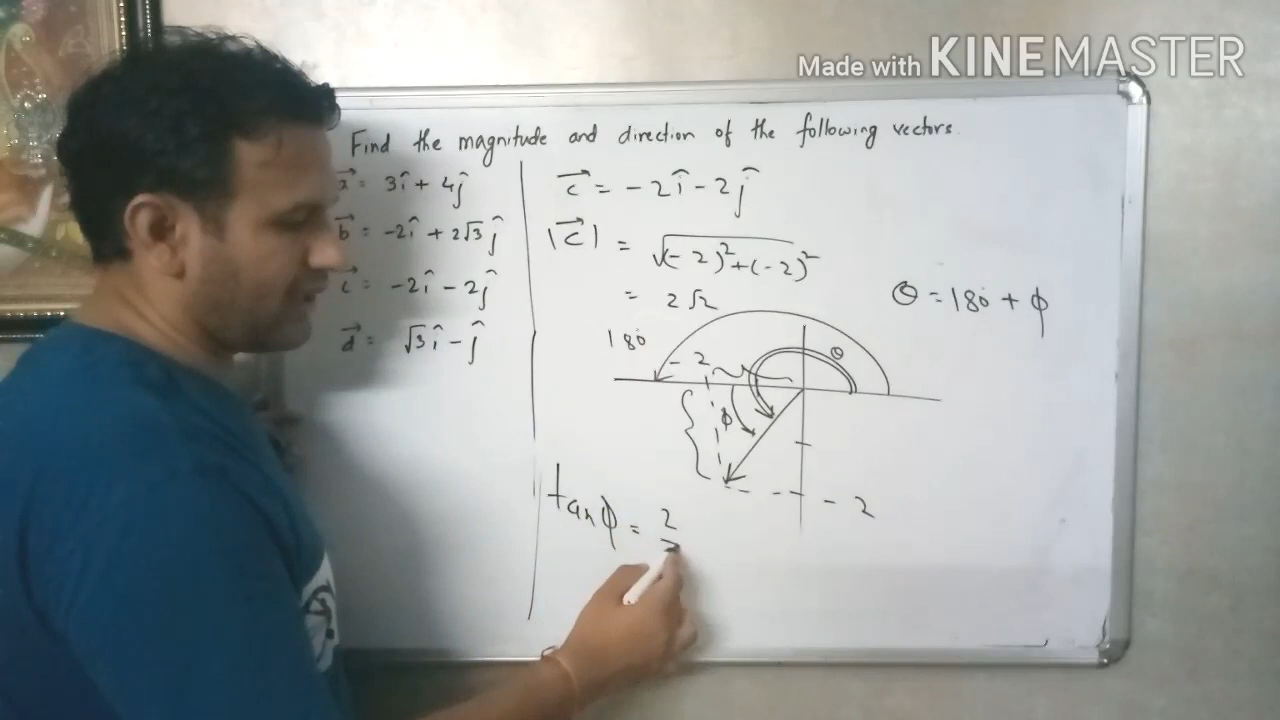 Made with KINEMASTER
Find the magnitude and direction of the following vectors.
a⃗ = 3î + 4ĵ
b⃗ = -2î + 2√3 ĵ
c⃗ = -2î - 2ĵ
d⃗ = √3 î - ĵ
c⃗ = -2î - 2ĵ
|c⃗| = √(-2)²+(-2)²
= 2√2
θ = 180° + φ
180°
-2
θ
φ
-2
tanφ = 2